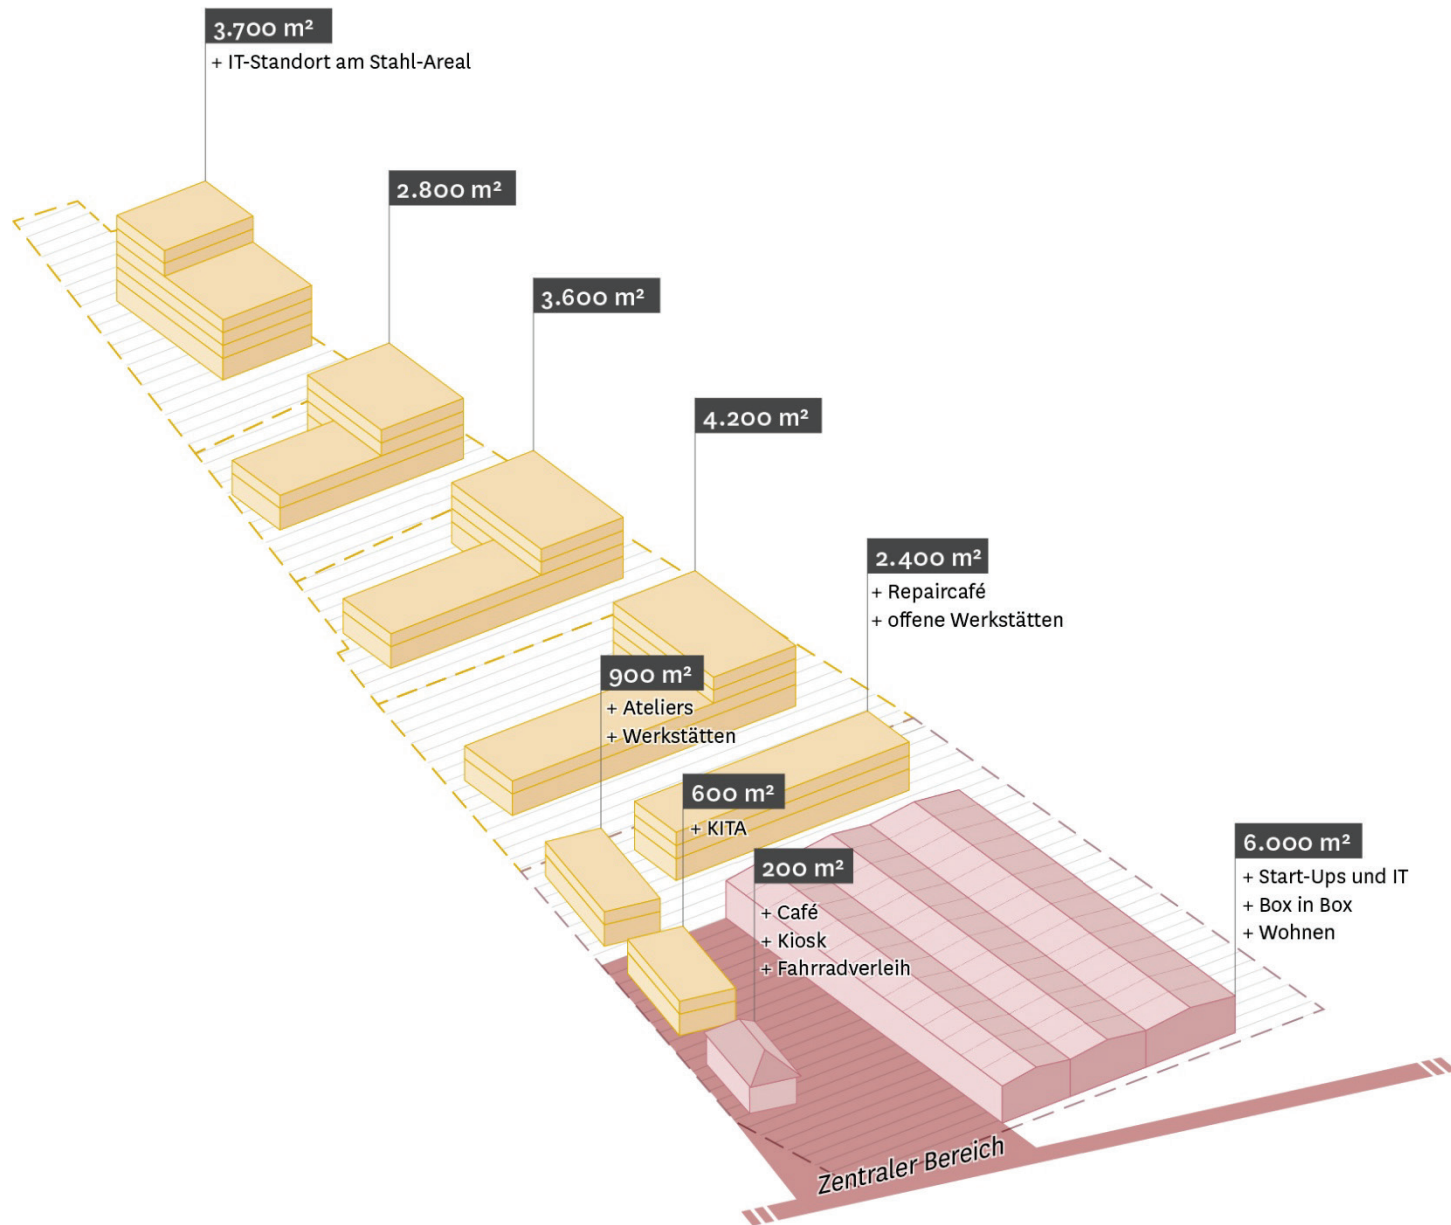 3.700 m²
+ IT-Standort am Stahl-Areal
2.800 m²
3.600 m²
4.200 m²
2.400 m²
+ Repaircafé
+ offene Werkstätten
900 m²
+ Ateliers
+ Werkstätten
600 m²
+ KITA
200 m²
+ Café
+ Kiosk
+ Fahrradverleih
6.000 m²
+ Start-Ups und IT
+ Box in Box
+ Wohnen
Zentraler Bereich